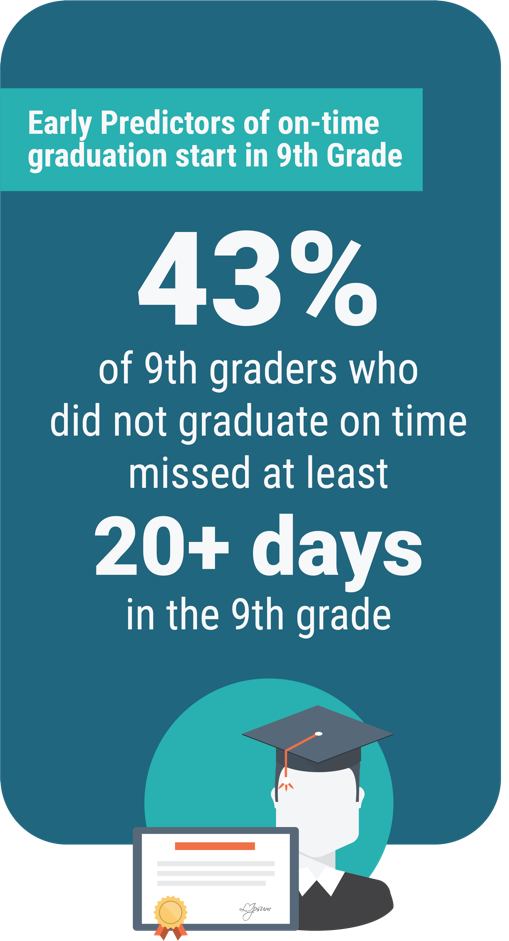 Early Predictors of on-time
graduation start in 9th Grade
43%
of 9th graders who
did not graduate on time
missed at least
20+ days
in the 9th grade